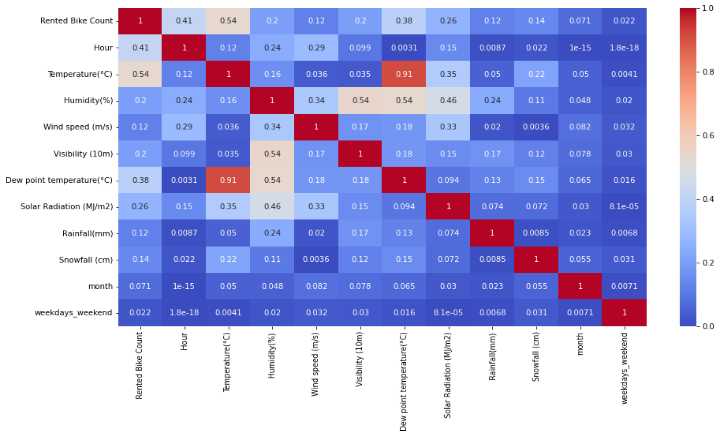 Rented Bike Count 1 0.41 0.54 0.2 0.12 0.2 0.38 0.26 0.12 0.14 0.071 0.022
Hour 0.41 1 0.12 0.24 0.29 0.099 0.0031 0.15 0.0087 0.022 1e-15 1.8e-18
Temperature(°C) 0.54 0.12 1 0.16 0.036 0.035 0.91 0.35 0.05 0.22 0.05 0.0041
Humidity(%) 0.2 0.24 0.16 1 0.34 0.54 0.54 0.46 0.24 0.11 0.048 0.02
Wind speed (m/s) 0.12 0.29 0.036 0.34 1 0.17 0.18 0.33 0.02 0.0036 0.082 0.032
Visibility (10m) 0.2 0.099 0.035 0.54 0.17 1 0.18 0.15 0.17 0.12 0.078 0.03
Dew point temperature(°C) 0.38 0.0031 0.91 0.54 0.18 0.18 1 0.094 0.13 0.15 0.065 0.016
Solar Radiation (MJ/m2) 0.26 0.15 0.35 0.46 0.33 0.15 0.094 1 0.074 0.072 0.03 8.1e-05
Rainfall(mm) 0.12 0.0087 0.05 0.24 0.02 0.17 0.13 0.074 1 0.0085 0.023 0.0068
Snowfall (cm) 0.14 0.022 0.22 0.11 0.0036 0.12 0.15 0.072 0.0085 1 0.055 0.031
month 0.071 1e-15 0.05 0.048 0.082 0.078 0.065 0.03 0.023 0.055 1 0.0071
weekdays_weekend 0.022 1.8e-18 0.0041 0.02 0.032 0.03 0.016 8.1e-05 0.0068 0.031 0.0071 1
Rented Bike Count
Hour
Temperature(°C)
Humidity(%)
Wind speed (m/s)
Visibility (10m)
Dew point temperature(°C)
Solar Radiation (MJ/m2)
Rainfall(mm)
Snowfall (cm)
month
weekdays_weekend
1.0
0.8
0.6
0.4
0.2
0.0